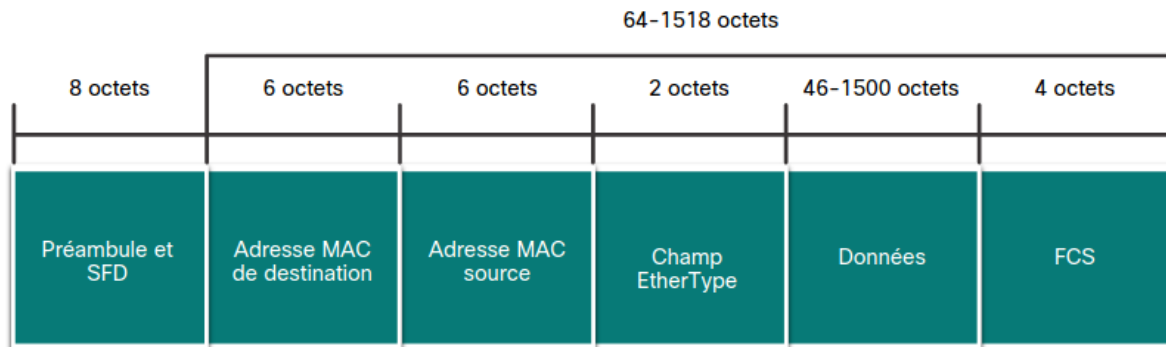 64-1518 octets
8 octets
6 octets
6 octets
2 octets
46-1500 octets
4 octets
Préambule et
SFD
Adresse MAC
de destination
Adresse MAC
source
Champ
EtherType
Données
FCS